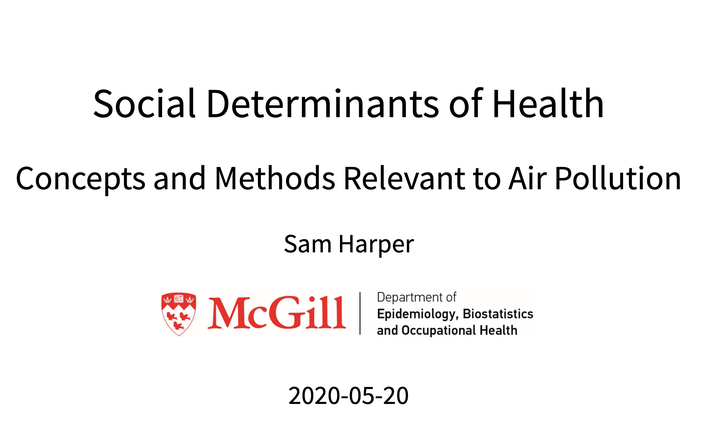 Social Determinants of Health
Concepts and Methods Relevant to Air Pollution
Sam Harper
McGill
Department of
Epidemiology, Biostatistics
and Occupational Health
2020-05-20